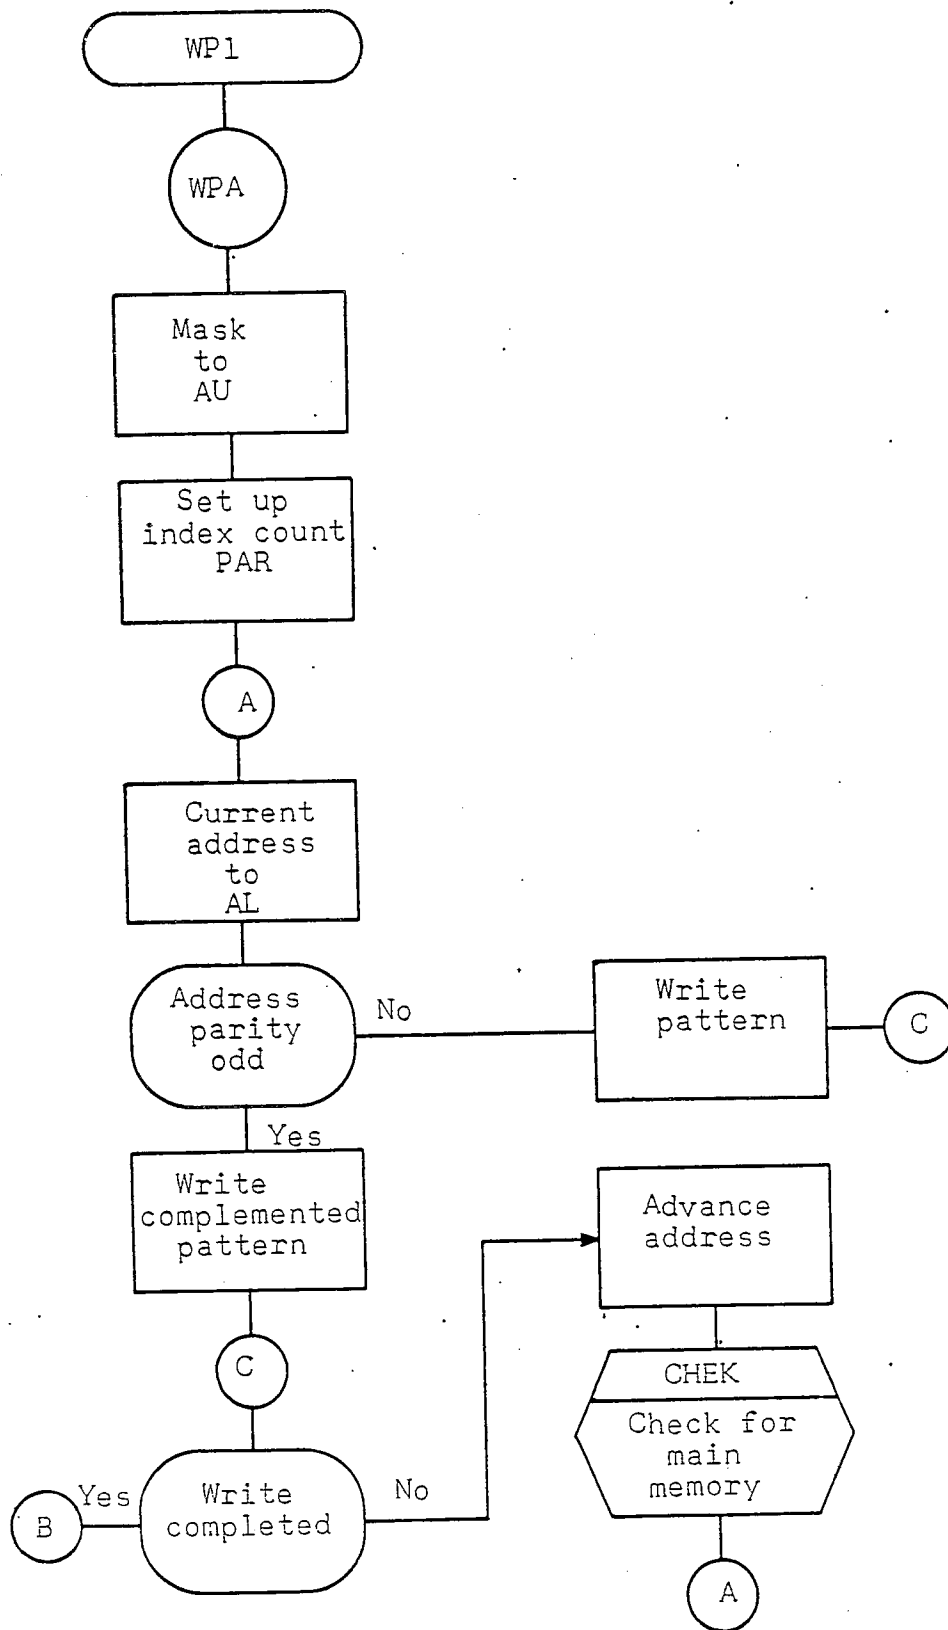 WP1
WPA
Mask
to
AU
Set up
index count
PAR
A
Current
address
to
AL
Address
parity
odd
No
Write
pattern
C
Yes
Write
complemented
pattern
Advance
address
C
CHEK
Check for
main
memory
Yes
B
Write
completed
No
A